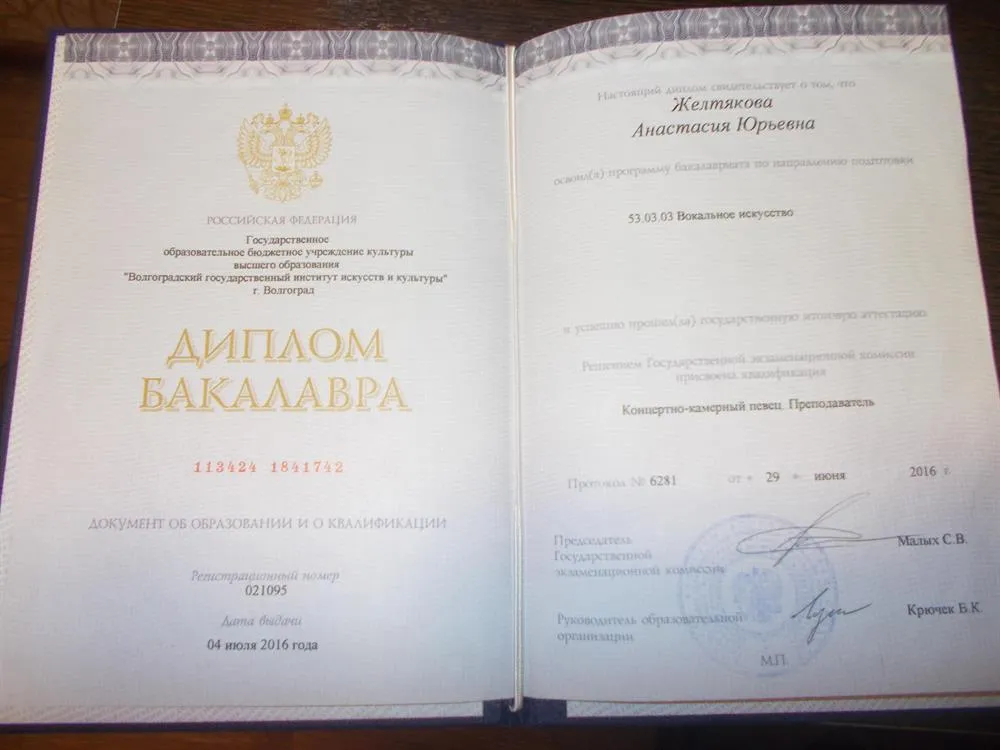 РОССИЙСКАЯ ФЕДЕРАЦИЯ
Государственное
образовательное бюджетное учреждение культуры
высшего образования
"Волгоградский государственный институт искусств и культуры"
г. Волгоград
ДИПЛОМ
БАКАЛАВРА
113424 1841742
ДОКУМЕНТ ОБ ОБРАЗОВАНИИ И О КВАЛИФИКАЦИИ
Регистрационный номер
021095
Дата выдачи
04 июля 2016 года
Настоящий диплом свидетельствует о том, что
Желтякова
Анастасия Юрьевна
освоил(а) программу бакалавриата по направлению подготовки
53.03.03 Вокальное искусство
и успешно прошел(ла) государственную итоговую аттестацию
Решением Государственной экзаменационной комиссии
присвоена квалификация
Концертно-камерный певец. Преподаватель
Протокол № 6281 от « 29 » июня 2016 г.
Председатель
Государственной
экзаменационной комиссии
Малых С.В.
Руководитель образовательной
организации
Крючек Б.К.
М.П.